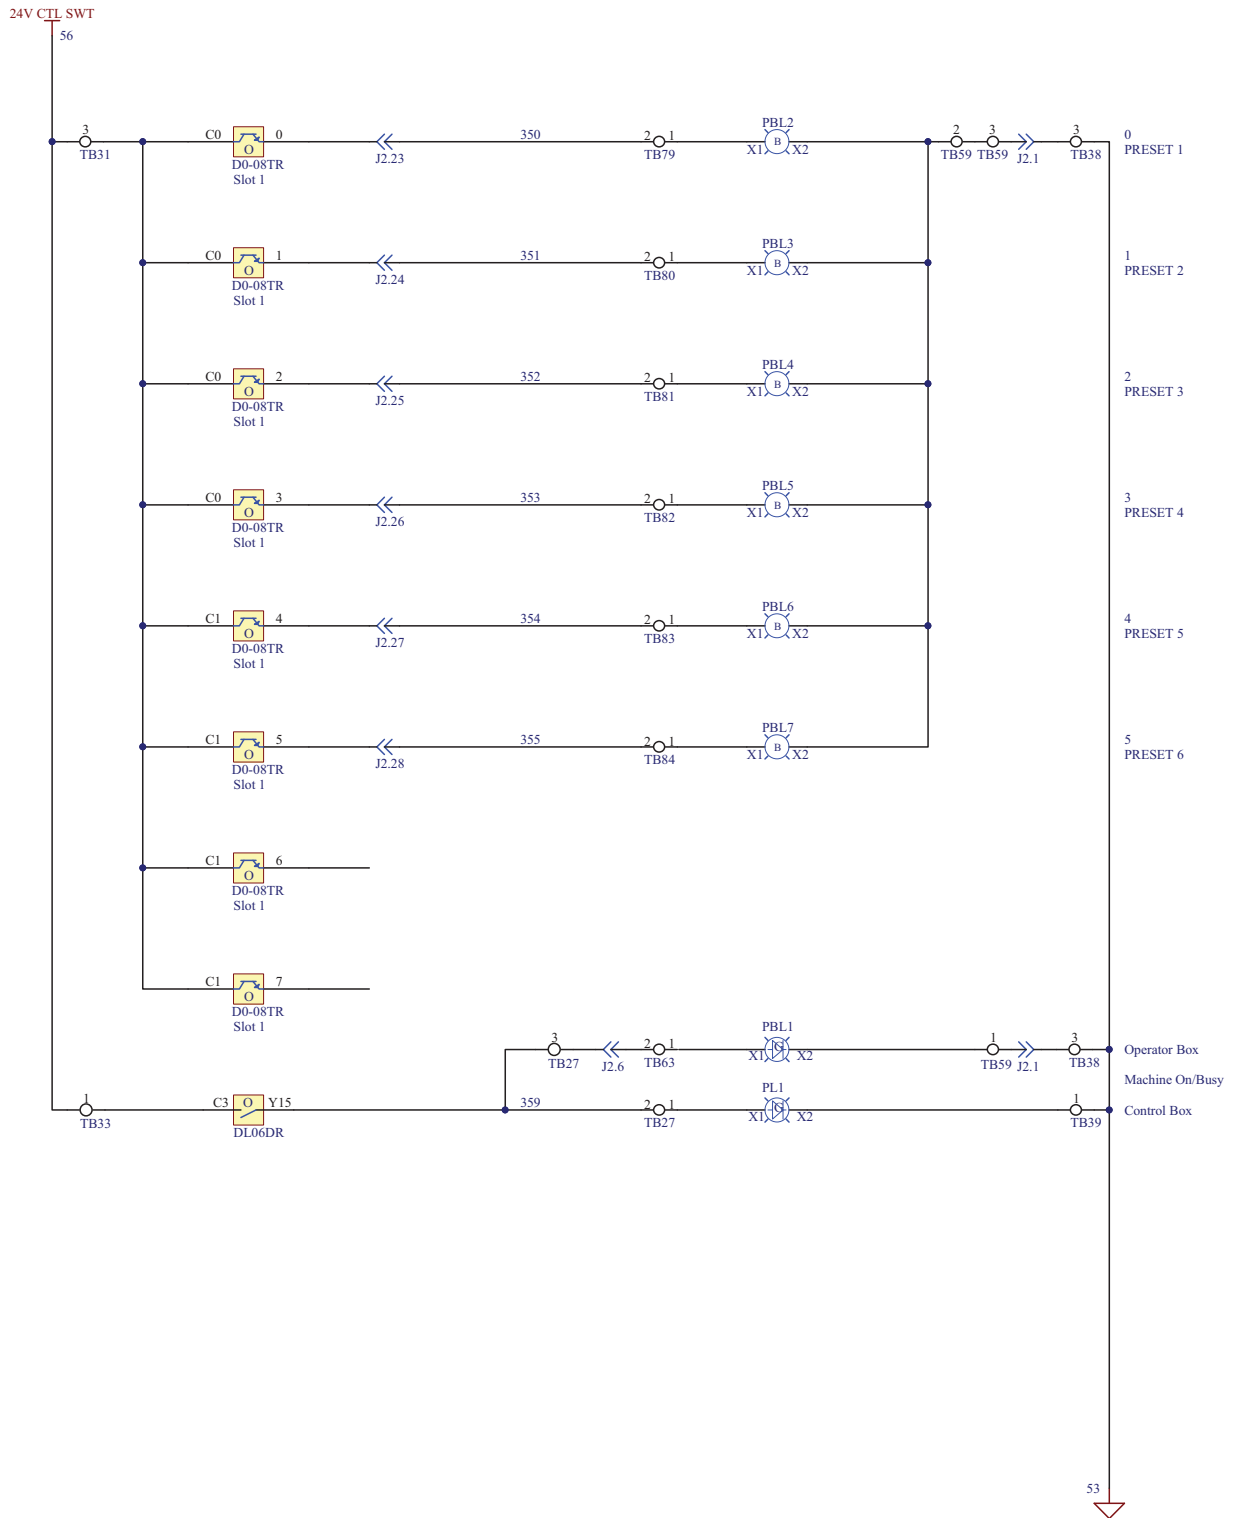 24V CTL SWT
56
3
TB31
C0
O
0
D0-08TR
Slot 1
J2.23
350
2 1
TB79
PBL2
X1 B X2
2
TB59
3
TB59
J2.1
3
TB38
0
PRESET 1
C0
O
1
D0-08TR
Slot 1
J2.24
351
2 1
TB80
PBL3
X1 B X2
1
PRESET 2
C0
O
2
D0-08TR
Slot 1
J2.25
352
2 1
TB81
PBL4
X1 B X2
2
PRESET 3
C0
O
3
D0-08TR
Slot 1
J2.26
353
2 1
TB82
PBL5
X1 B X2
3
PRESET 4
C1
O
4
D0-08TR
Slot 1
J2.27
354
2 1
TB83
PBL6
X1 B X2
4
PRESET 5
C1
O
5
D0-08TR
Slot 1
J2.28
355
2 1
TB84
PBL7
X1 B X2
5
PRESET 6
C1
O
6
D0-08TR
Slot 1
C1
O
7
D0-08TR
Slot 1
3
TB27
J2.6
2 1
TB63
PBL1
X1 G X2
1
TB59
J2.1
3
TB38
Operator Box
Machine On/Busy
1
TB33
C3
O
Y15
DL06DR
359
2 1
TB27
PL1
X1 G X2
1
TB39
Control Box
53